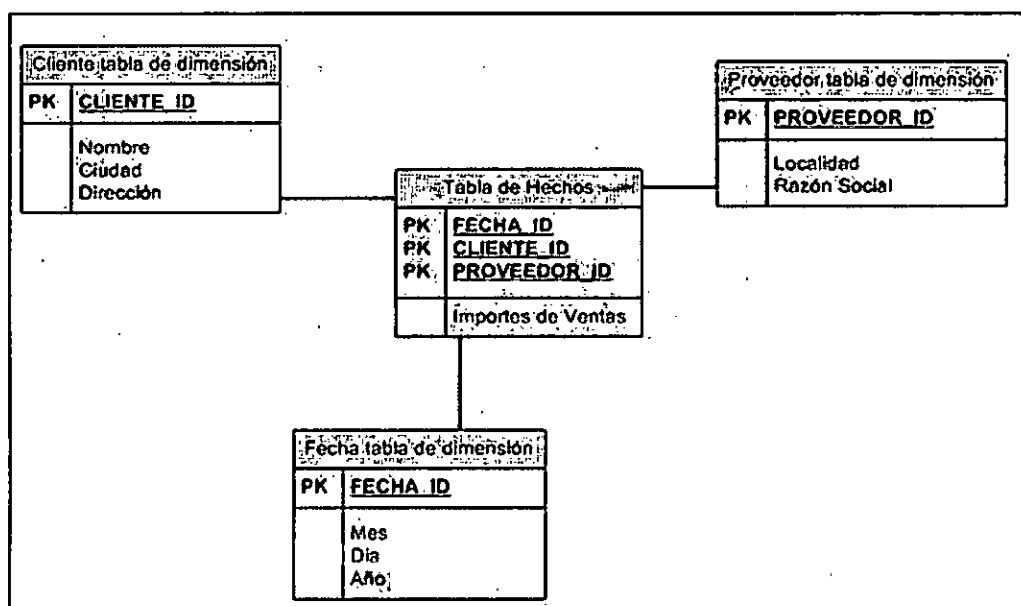 Cliente tabla de dimensión
PK CLIENTE_ID
Nombre
Ciudad
Dirección
Proveedor tabla de dimensión
PK PROVEEDOR_ID
Localidad
Razón Social
Tabla de Hechos
PK FECHA_ID
PK CLIENTE_ID
PK PROVEEDOR_ID
Importes de Ventas
Fecha tabla de dimensión
PK FECHA_ID
Mes
Dia
Año